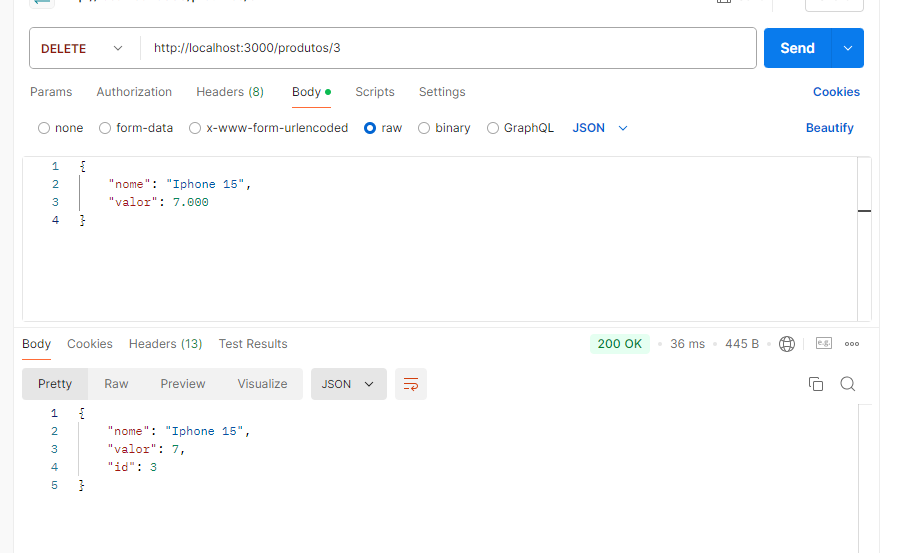 DELETE http://localhost:3000/produtos/3 Send
Params Authorization Headers (8) Body Scripts Settings Cookies
none form-data x-www-form-urlencoded raw binary GraphQL JSON Beautify
1 {
2 "nome": "Iphone 15",
3 "valor": 7.000
4 }
Body Cookies Headers (13) Test Results 200 OK 36 ms 445 B e.g.
Pretty Raw Preview Visualize JSON
1 {
2 "nome": "Iphone 15",
3 "valor": 7,
4 "id": 3
5 }